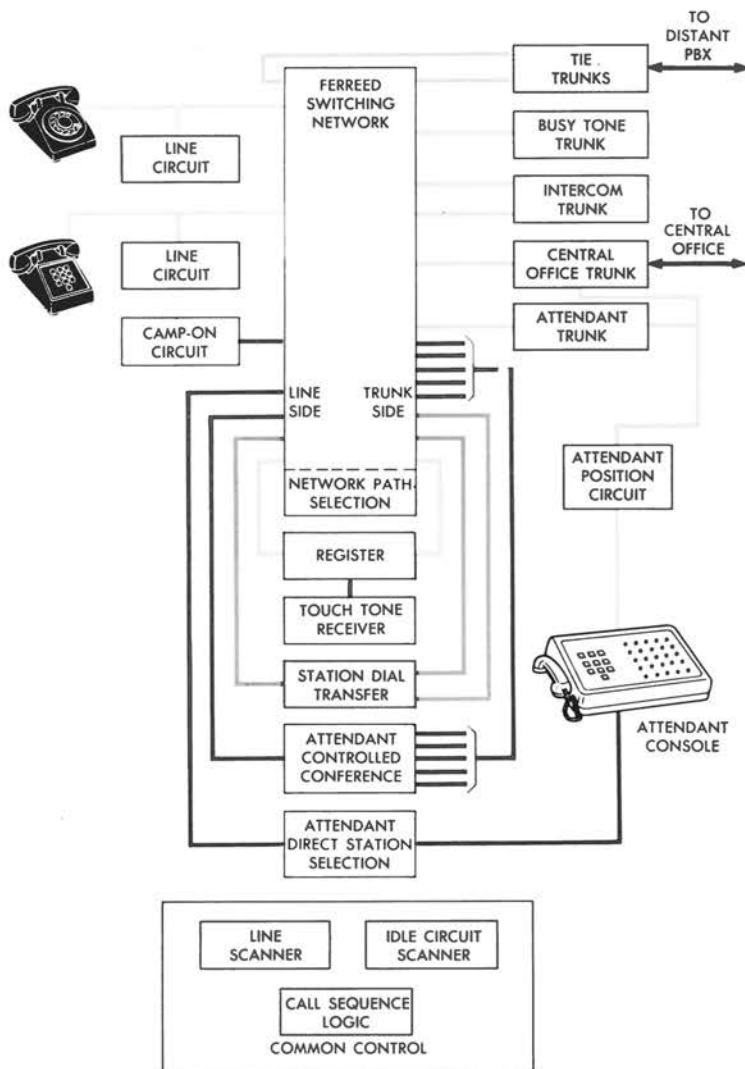 TO
DISTANT
PBX
FERREED
SWITCHING
NETWORK
TIE
TRUNKS
BUSY TONE
TRUNK
LINE
CIRCUIT
INTERCOM
TRUNK
TO
CENTRAL
OFFICE
LINE
CIRCUIT
CENTRAL
OFFICE TRUNK
CAMP-ON
CIRCUIT
ATTENDANT
TRUNK
LINE
SIDE
TRUNK
SIDE
NETWORK PATH
SELECTION
ATTENDANT
POSITION
CIRCUIT
REGISTER
TOUCH TONE
RECEIVER
STATION DIAL
TRANSFER
ATTENDANT
CONTROLLED
CONFERENCE
ATTENDANT
CONSOLE
ATTENDANT
DIRECT STATION
SELECTION
LINE
SCANNER
IDLE CIRCUIT
SCANNER
CALL SEQUENCE
LOGIC
COMMON CONTROL